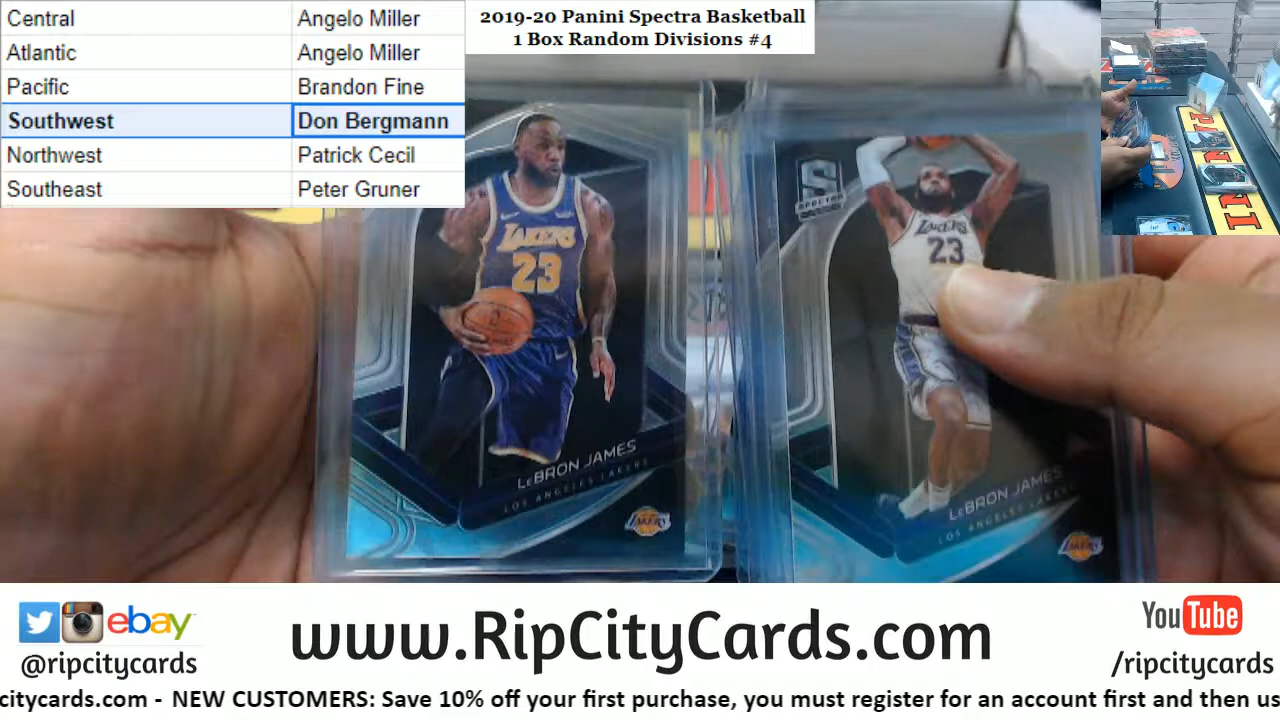 Central Angelo Miller
Atlantic Angelo Miller
Pacific Brandon Fine
Southwest Don Bergmann
Northwest Patrick Cecil
Southeast Peter Gruner
2019-20 Panini Spectra Basketball
1 Box Random Divisions #4
LAKERS
23
LeBRON JAMES
LOS ANGELES LAKERS
LAKERS
S
SPECTRA
LAKERS
23
LeBRON JAMES
LOS ANGELES LAKERS
LAKERS
ebay
@ripcitycards
www.RipCityCards.com
YouTube
/ripcitycards
citycards.com - NEW CUSTOMERS: Save 10% off your first purchase, you must register for an account first and then us